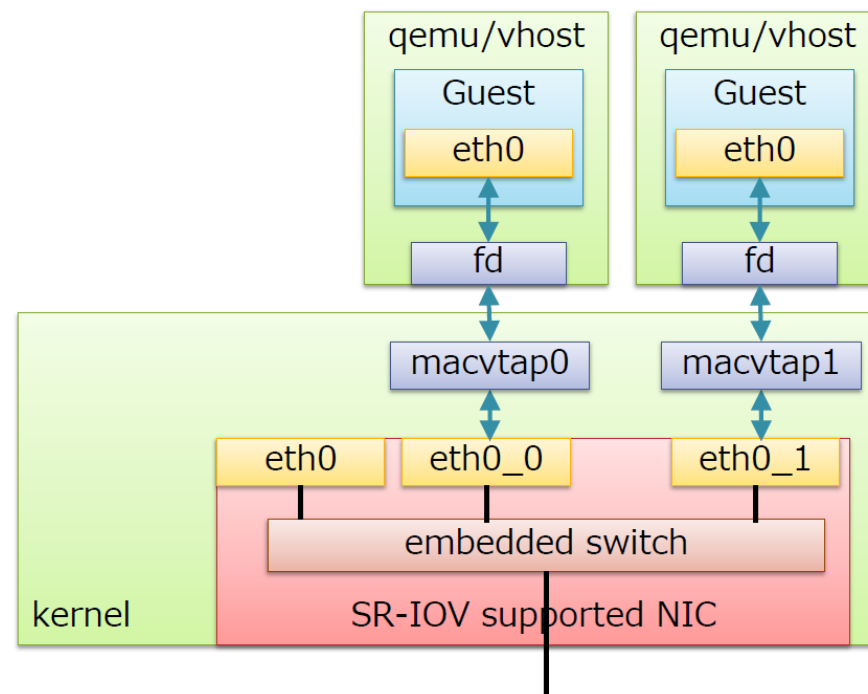 qemu/vhost
qemu/vhost
Guest
Guest
eth0
eth0
fd
fd
macvtap0
macvtap1
eth0
eth0_0
eth0_1
embedded switch
kernel
SR-IOV supported NIC